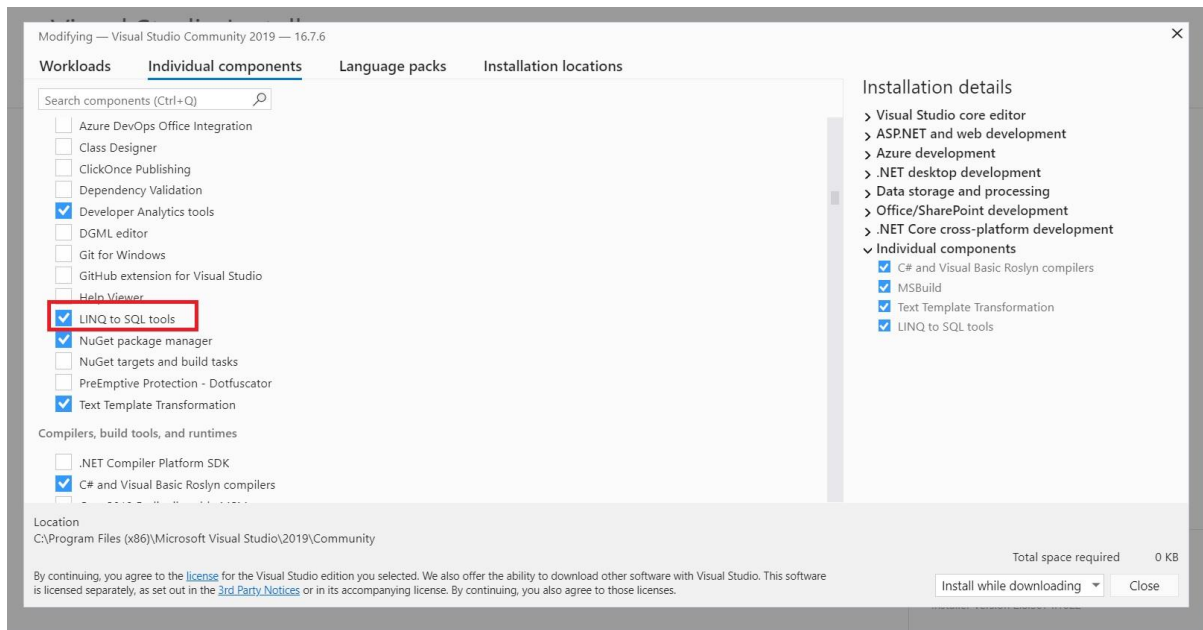 Modifying — Visual Studio Community 2019 — 16.7.6
Workloads Individual components Language packs Installation locations
Search components (Ctrl+Q)
Azure DevOps Office Integration
Class Designer
ClickOnce Publishing
Dependency Validation
Developer Analytics tools
DGML editor
Git for Windows
GitHub extension for Visual Studio
Help Viewer
LINQ to SQL tools
NuGet package manager
NuGet targets and build tasks
PreEmptive Protection - Dotfuscator
Text Template Transformation
Compilers, build tools, and runtimes
.NET Compiler Platform SDK
C# and Visual Basic Roslyn compilers
Installation details
Visual Studio core editor
ASP.NET and web development
Azure development
.NET desktop development
Data storage and processing
Office/SharePoint development
.NET Core cross-platform development
Individual components
C# and Visual Basic Roslyn compilers
MSBuild
Text Template Transformation
LINQ to SQL tools
Location
C:\Program Files (x86)\Microsoft Visual Studio\2019\Community
Total space required 0 KB
By continuing, you agree to the license for the Visual Studio edition you selected. We also offer the ability to download other software with Visual Studio. This software
is licensed separately, as set out in the 3rd Party Notices or in its accompanying license. By continuing, you also agree to those licenses.
Install while downloading Close